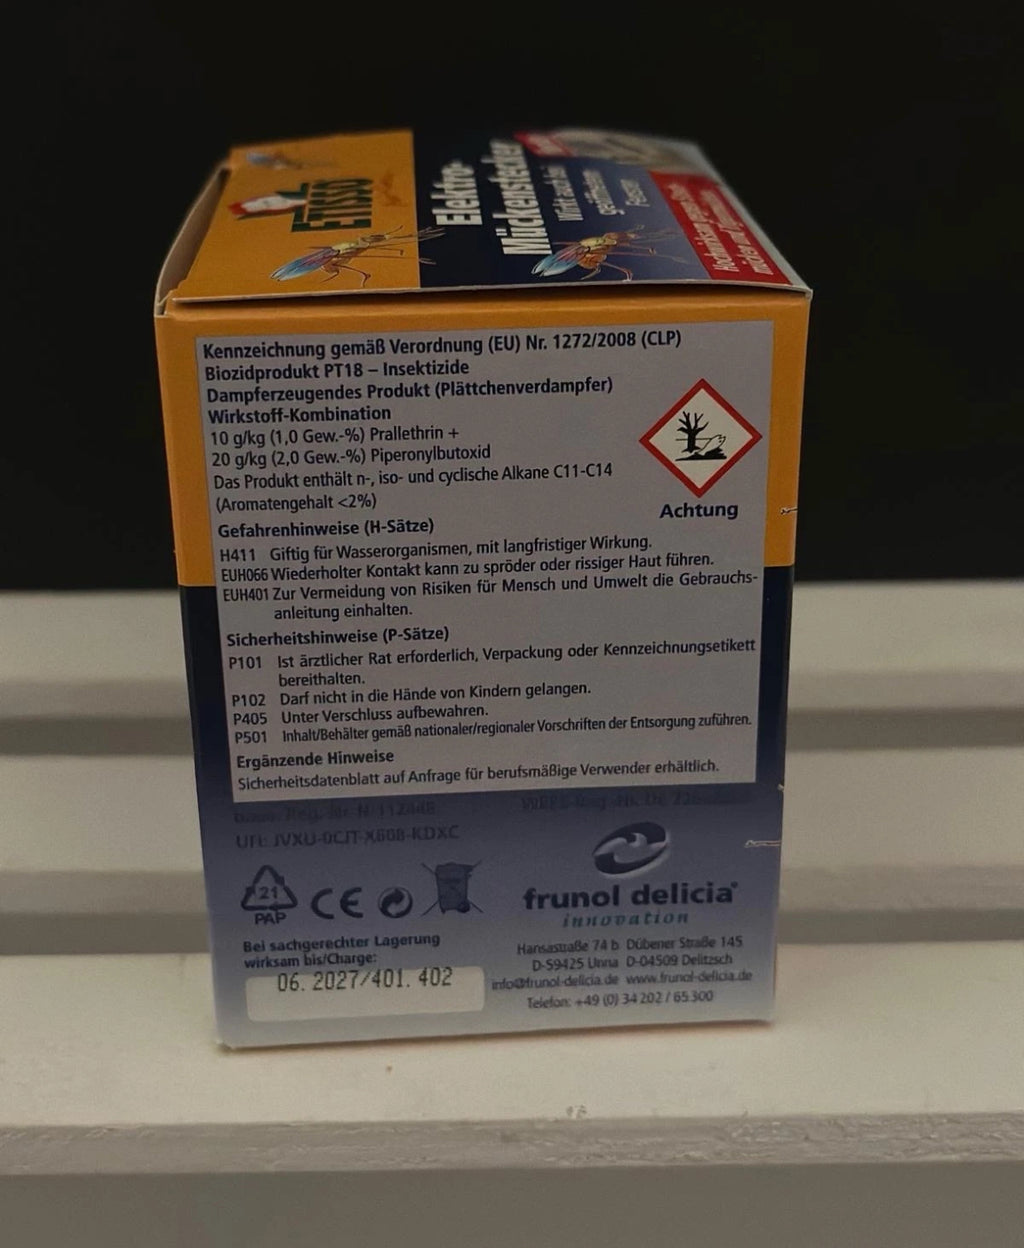 ETISSO
Elektro-
Mückenstecker
Wirkt auch bei
geöffnetem
Fenster
Kennzeichnung gemäß Verordnung (EU) Nr. 1272/2008 (CLP)
Biozidprodukt PT18 – Insektizide
Dampferzeugendes Produkt (Plättchenverdampfer)
Wirkstoff-Kombination
10 g/kg (1,0 Gew.-%) Prallethrin +
20 g/kg (2,0 Gew.-%) Piperonylbutoxid
Das Produkt enthält n-, iso- und cyclische Alkane C11-C14
(Aromatengehalt <2%)
Achtung
Gefahrenhinweise (H-Sätze)
H411 Giftig für Wasserorganismen, mit langfristiger Wirkung.
EUH066 Wiederholter Kontakt kann zu spröder oder rissiger Haut führen.
EUH401 Zur Vermeidung von Risiken für Mensch und Umwelt die Gebrauchs-
anleitung einhalten.
Sicherheitshinweise (P-Sätze)
P101 Ist ärztlicher Rat erforderlich, Verpackung oder Kennzeichnungsetikett
bereithalten.
P102 Darf nicht in die Hände von Kindern gelangen.
P405 Unter Verschluss aufbewahren.
P501 Inhalt/Behälter gemäß nationaler/regionaler Vorschriften der Entsorgung zuführen.
Ergänzende Hinweise
Sicherheitsdatenblatt auf Anfrage für berufsmäßige Verwender erhältlich.
UFI: JVXU-0CJT-X608-KDXC
21
PAP
CE
frunol delicia®
innovation
Bei sachgerechter Lagerung
wirksam bis/Charge:
06. 2027/401. 402
Hansastraße 74 b Dübener Straße 145
D-59425 Unna D-04509 Delitzsch
info@frunol-delicia.de www.frunol-delicia.de
Telefon: +49 (0) 34 202 / 65 300